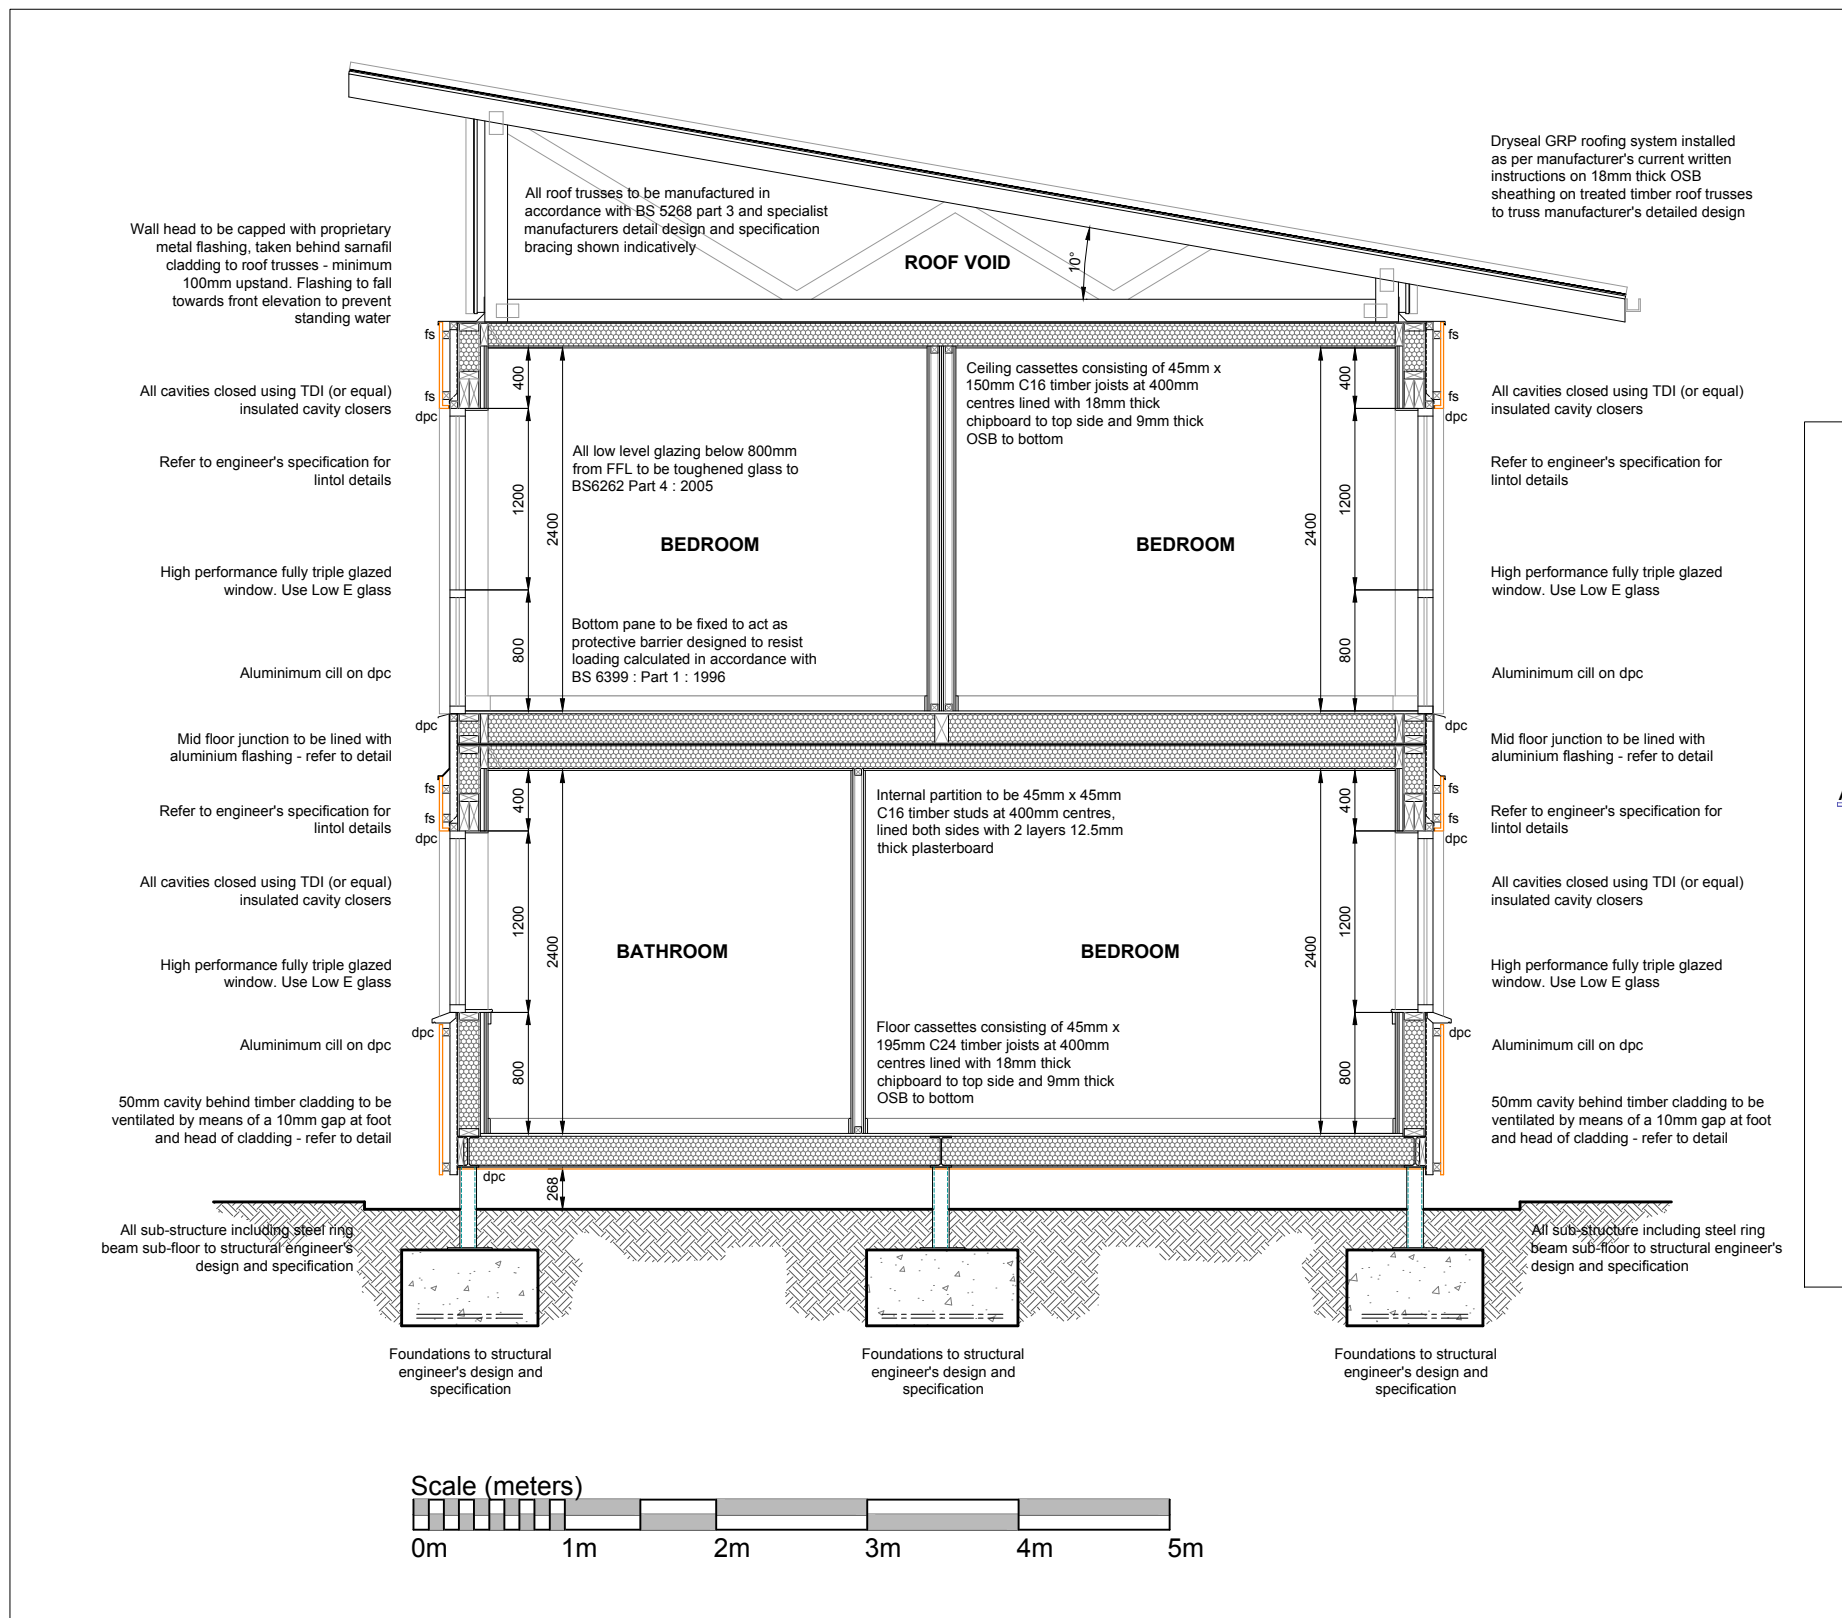 Dryseal GRP roofing system installed
as per manufacturer's current written
instructions on 18mm thick OSB
sheathing on treated timber roof trusses
to truss manufacturer's detailed design
All roof trusses to be manufactured in
accordance with BS 5268 part 3 and specialist
manufacturers detail design and specification
bracing shown indicatively
Wall head to be capped with proprietary
metal flashing, taken behind sarnafil
cladding to roof trusses - minimum
100mm upstand. Flashing to fall
towards front elevation to prevent
standing water
ROOF VOID
10°
fs
fs
dpc
fs
fs
dpc
All cavities closed using TDI (or equal)
insulated cavity closers
Refer to engineer's specification for
lintol details
High performance fully triple glazed
window. Use Low E glass
Aluminimum cill on dpc
400
1200
800
2400
All low level glazing below 800mm
from FFL to be toughened glass to
BS6262 Part 4 : 2005
BEDROOM
Bottom pane to be fixed to act as
protective barrier designed to resist
loading calculated in accordance with
BS 6399 : Part 1 : 1996
Ceiling cassettes consisting of 45mm x
150mm C16 timber joists at 400mm
centres lined with 18mm thick
chipboard to top side and 9mm thick
OSB to bottom
BEDROOM
2400
400
1200
800
All cavities closed using TDI (or equal)
insulated cavity closers
Refer to engineer's specification for
lintol details
High performance fully triple glazed
window. Use Low E glass
Aluminimum cill on dpc
dpc
dpc
Mid floor junction to be lined with
aluminium flashing - refer to detail
Mid floor junction to be lined with
aluminium flashing - refer to detail
fs
fs
dpc
fs
fs
dpc
Refer to engineer's specification for
lintol details
All cavities closed using TDI (or equal)
insulated cavity closers
High performance fully triple glazed
window. Use Low E glass
dpc
Aluminimum cill on dpc
50mm cavity behind timber cladding to be
ventilated by means of a 10mm gap at foot
and head of cladding - refer to detail
400
1200
800
2400
BATHROOM
Internal partition to be 45mm x 45mm
C16 timber studs at 400mm centres,
lined both sides with 2 layers 12.5mm
thick plasterboard
BEDROOM
Floor cassettes consisting of 45mm x
195mm C24 timber joists at 400mm
centres lined with 18mm thick
chipboard to top side and 9mm thick
OSB to bottom
2400
400
1200
800
Refer to engineer's specification for
lintol details
All cavities closed using TDI (or equal)
insulated cavity closers
High performance fully triple glazed
window. Use Low E glass
dpc
Aluminimum cill on dpc
50mm cavity behind timber cladding to be
ventilated by means of a 10mm gap at foot
and head of cladding - refer to detail
dpc
268
All sub-structure including steel ring
beam sub-floor to structural engineer's
design and specification
All sub-structure including steel ring
beam sub-floor to structural engineer's
design and specification
Foundations to structural
engineer's design and
specification
Foundations to structural
engineer's design and
specification
Foundations to structural
engineer's design and
specification
Scale (meters)
0m 1m 2m 3m 4m 5m